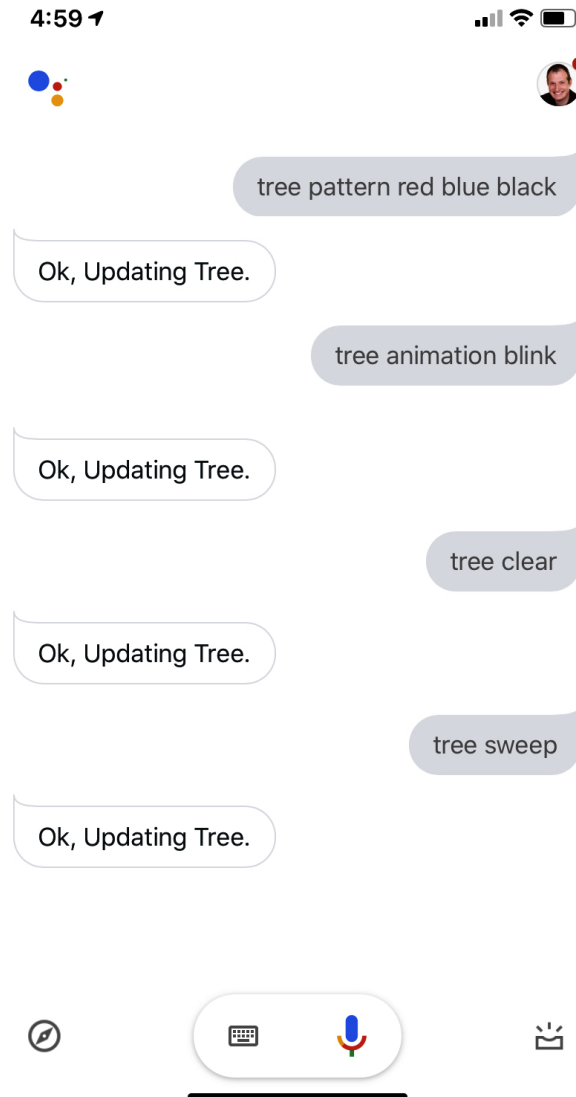 4:59
tree pattern red blue black
Ok, Updating Tree.
tree animation blink
Ok, Updating Tree.
tree clear
Ok, Updating Tree.
tree sweep
Ok, Updating Tree.